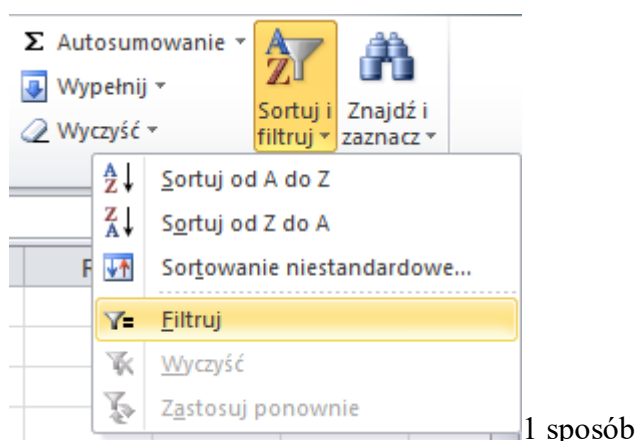 Σ Autosumowanie
Wypełnij
Wyczyść
A
Z
Sortuj i
filtruj
Znajdź i
zaznacz
A
Z
Sortuj od A do Z
Z
A
Sortuj od Z do A
Sortowanie niestandardowe...
Filtruj
Wyczyść
Zastosuj ponownie
1 sposób